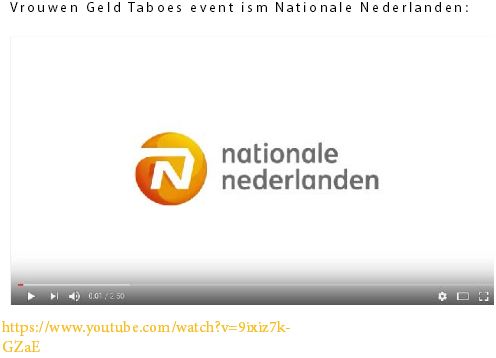 Vrouwen Geld Taboes event ism Nationale Nederlanden:
nationale
nederlanden
0:01 / 2:50
https://www.youtube.com/watch?v=9ixiz7k-
GZaE